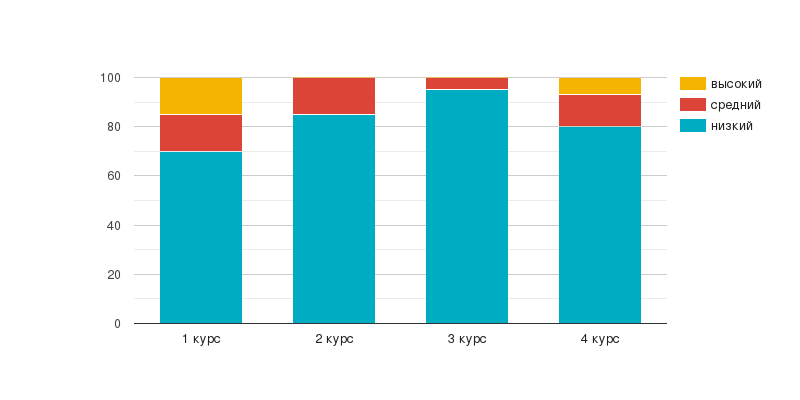 100
80
60
40
20
0
1 курс
2 курс
3 курс
4 курс
высокий
средний
низкий